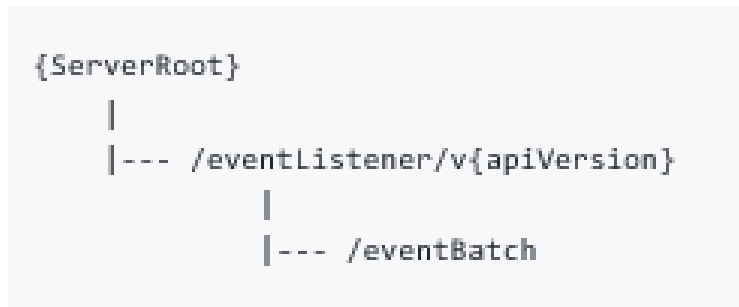 {ServerRoot}
|
|--- /eventListener/v{apiVersion}
|
|--- /eventBatch